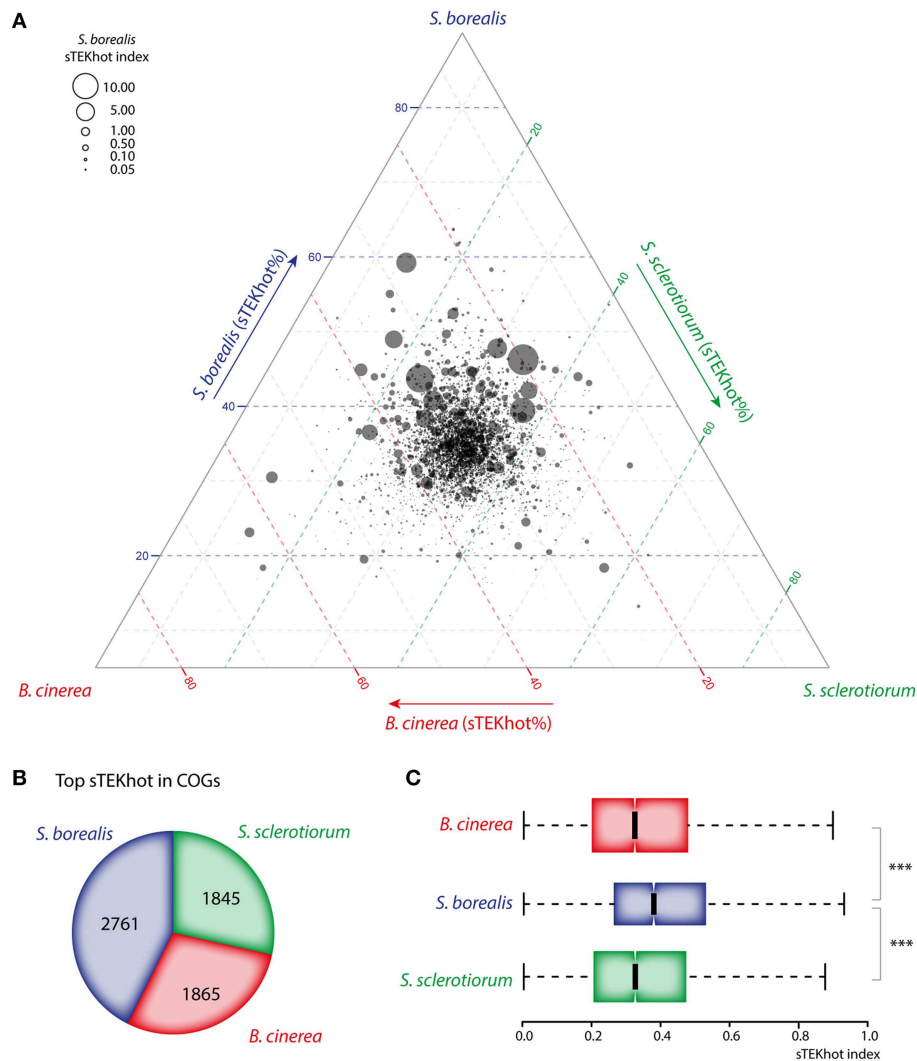 A
S. borealis
S. borealis
sTEKhot index
10.00
5.00
1.00
0.50
0.10
0.05
80
60
40
20
20
40
60
80
S. borealis (sTEKhot%)
S. sclerotiorum (sTEKhot%)
80
60
40
20
B. cinerea
S. sclerotiorum
B. cinerea (sTEKhot%)
B
Top sTEKhot in COGs
S. borealis
S. sclerotiorum
2761
1845
1865
B. cinerea
C
B. cinerea
S. borealis
S. sclerotiorum
***
***
0.0 0.2 0.4 0.6 0.8 1.0
sTEKhot index